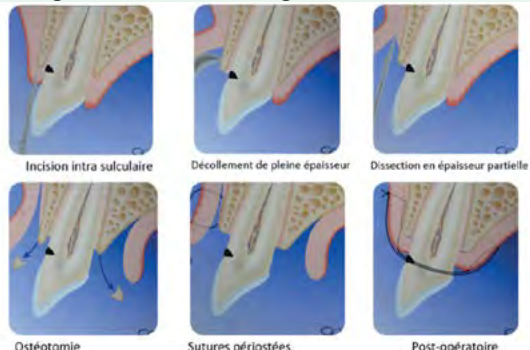 Incision intra sulculaire
Décollement de pleine épaisseur
Dissection en épaisseur partielle
Ostéotomie
Sutures périostées
Post-opératoire